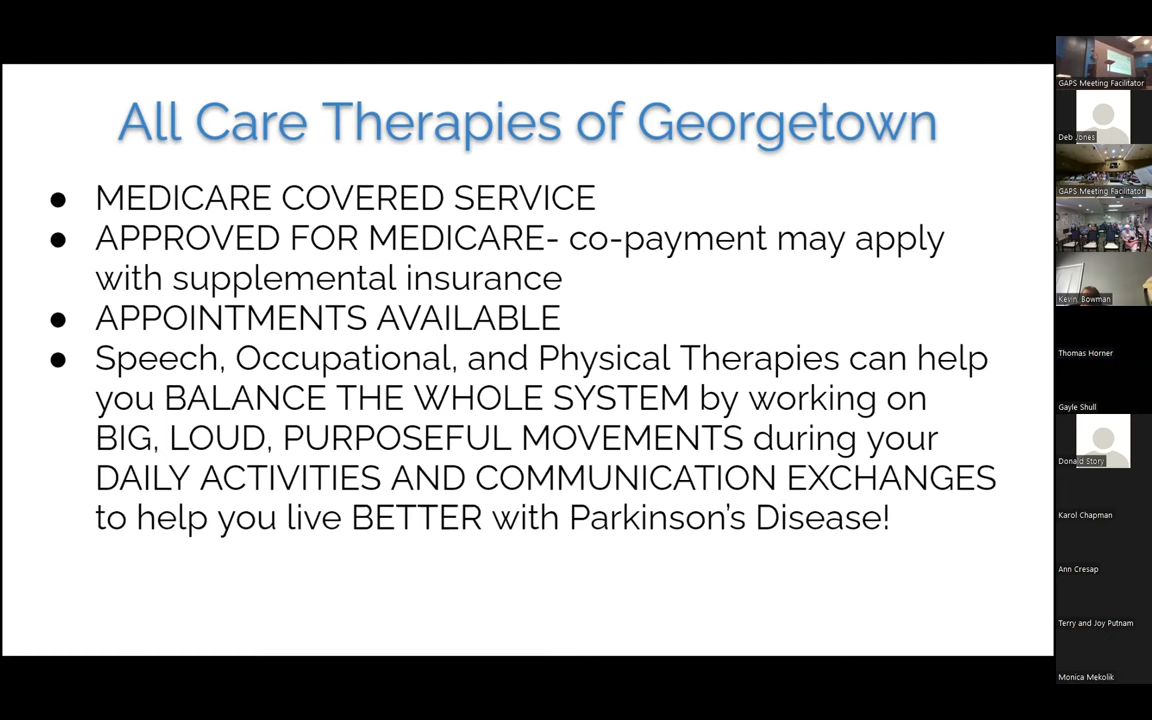 All Care Therapies of Georgetown
● MEDICARE COVERED SERVICE
● APPROVED FOR MEDICARE- co-payment may apply
with supplemental insurance
● APPOINTMENTS AVAILABLE
● Speech, Occupational, and Physical Therapies can help
you BALANCE THE WHOLE SYSTEM by working on
BIG, LOUD, PURPOSEFUL MOVEMENTS during your
DAILY ACTIVITIES AND COMMUNICATION EXCHANGES
to help you live BETTER with Parkinson's Disease!
GAPS Meeting Facilitator
Deb Jones
GAPS Meeting Facilitator
Kevin. Bowman
Thomas Horner
Gayle Shull
Donald Story
Karol Chapman
Ann Cresap
Terry and Joy Putnam
Monica Mekolik